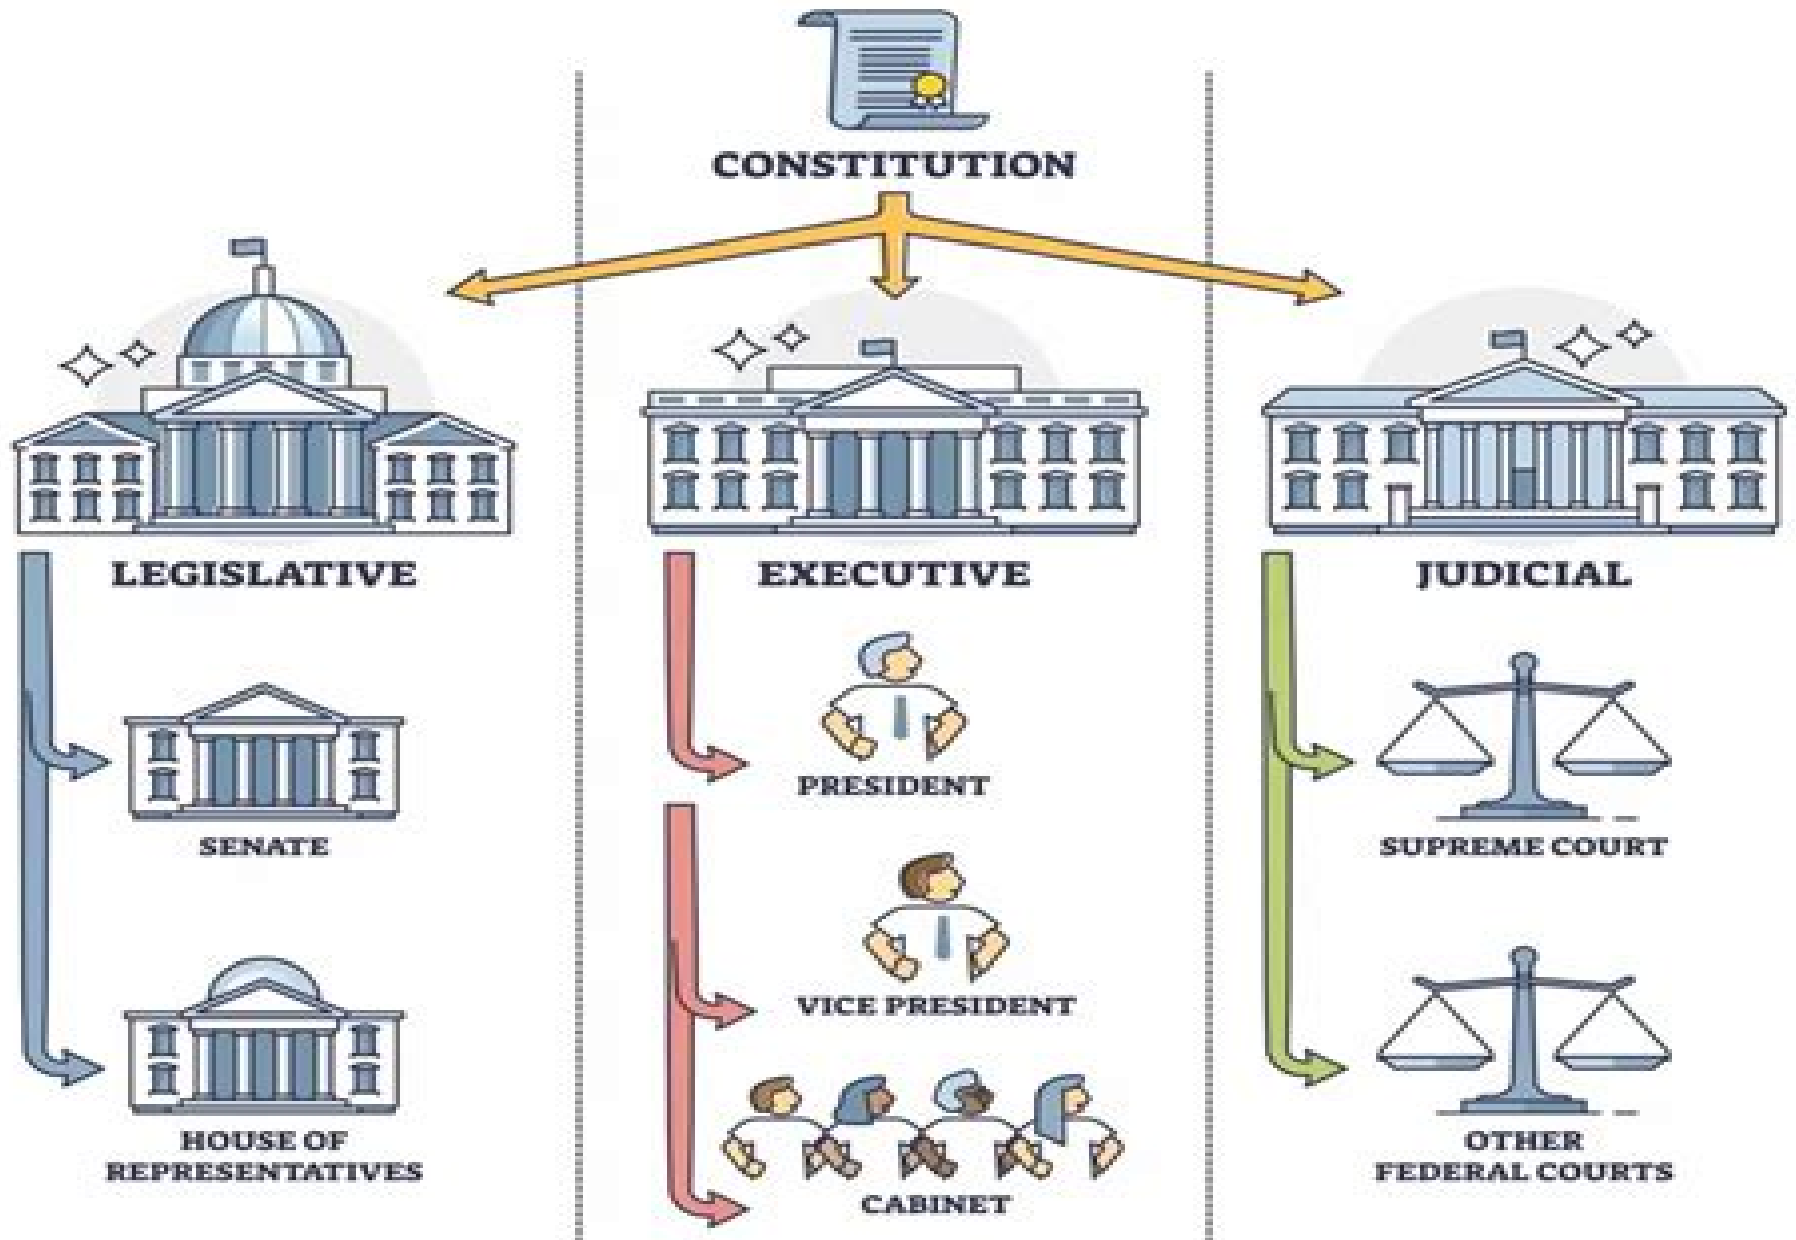 CONSTITUTION
LEGISLATIVE
SENATE
HOUSE OF
REPRESENTATIVES
EXECUTIVE
PRESIDENT
VICE PRESIDENT
CABINET
JUDICIAL
SUPREME COURT
OTHER
FEDERAL COURTS